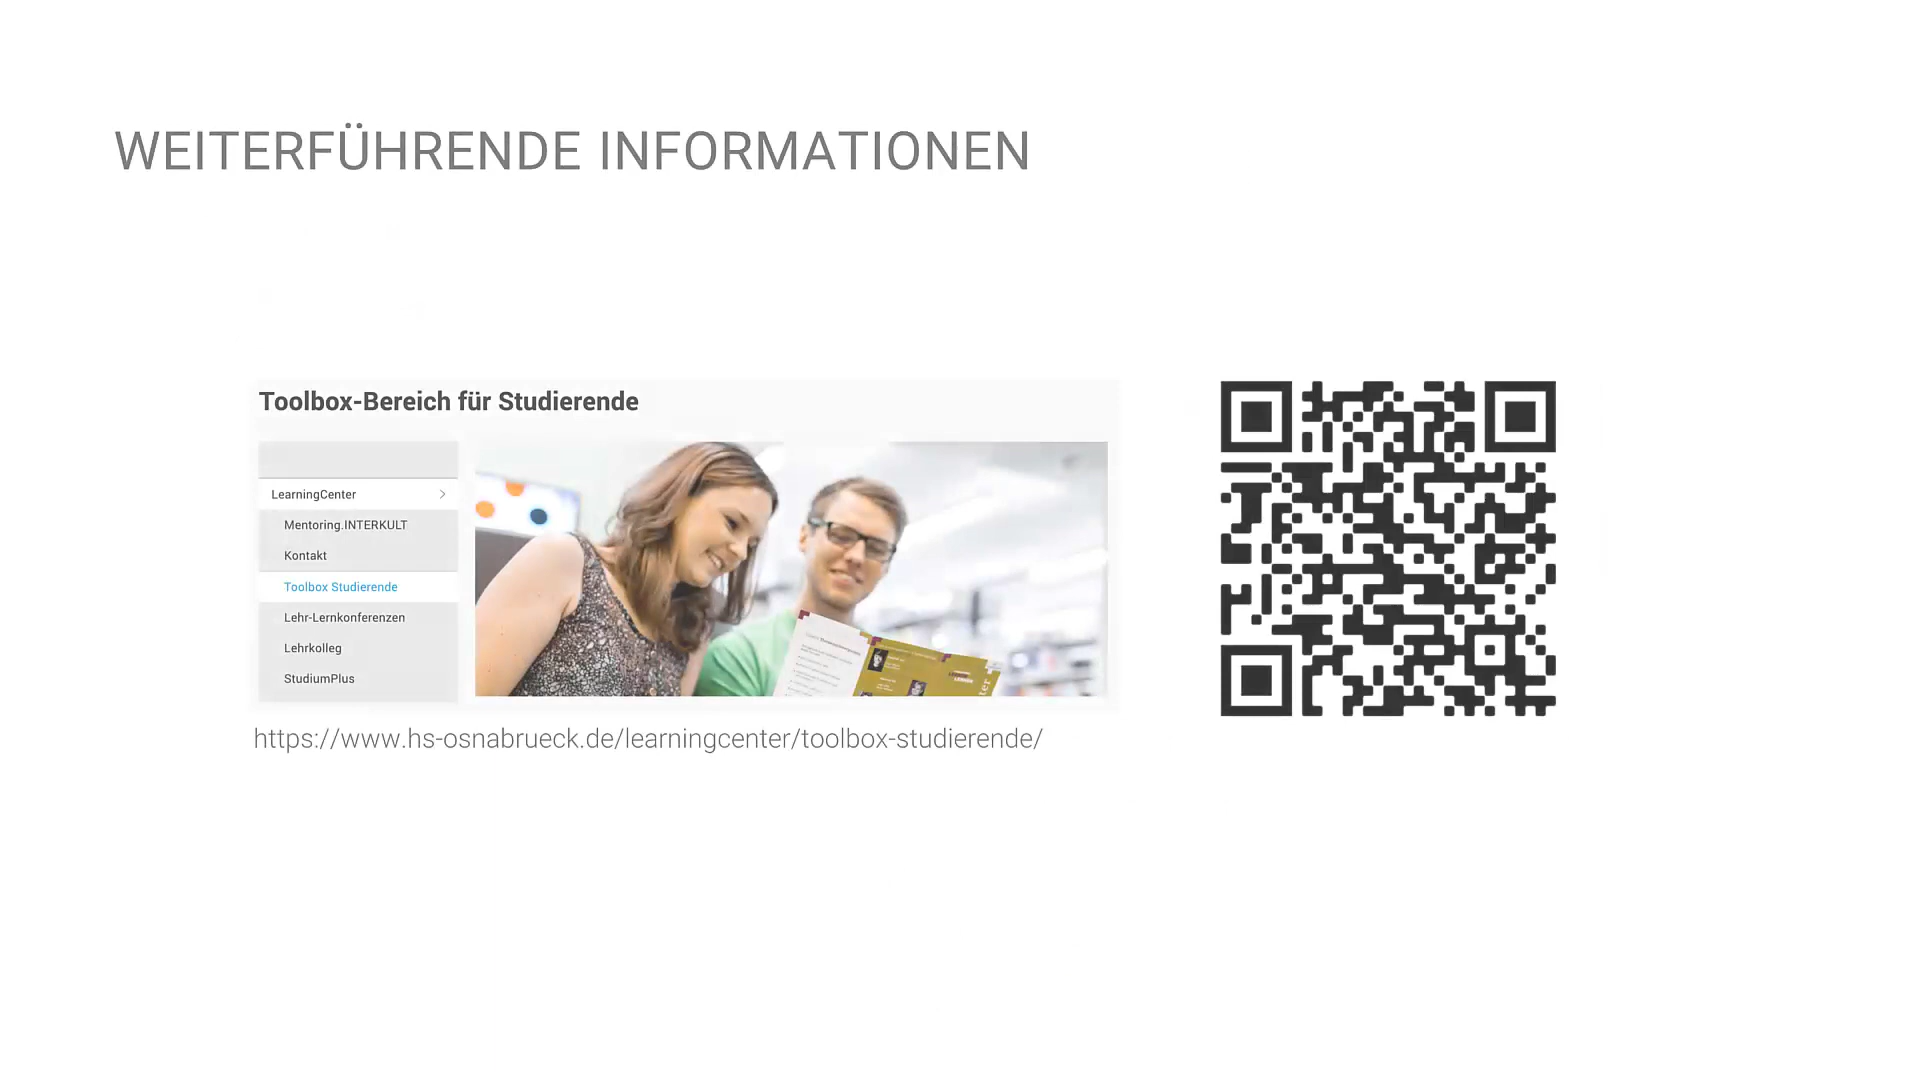 WEITERFÜHRENDE INFORMATIONEN
Toolbox-Bereich für Studierende
LearningCenter
Mentoring.INTERKULT
Kontakt
Toolbox Studierende
Lehr-Lernkonferenzen
Lehrkolleg
StudiumPlus
https://www.hs-osnabrueck.de/learningcenter/toolbox-studierende/